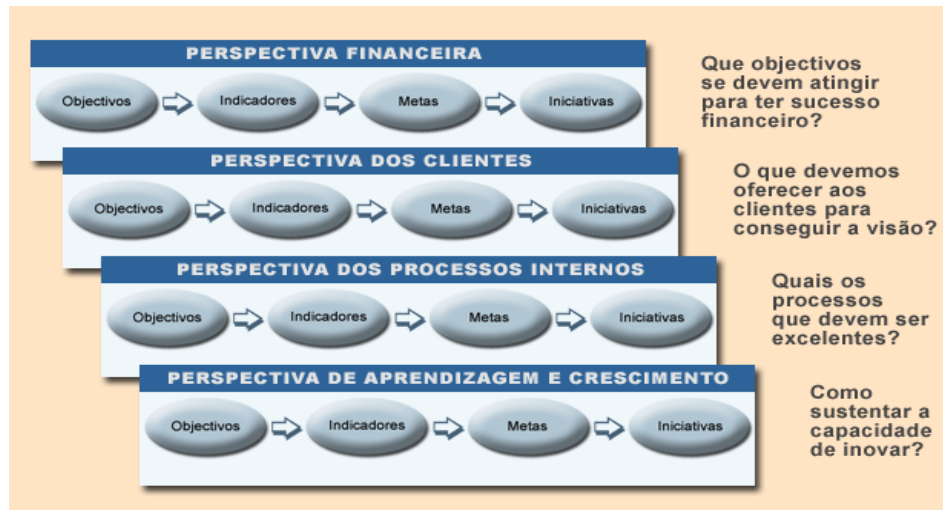 PERSPECTIVA FINANCEIRA
Objectivos
Indicadores
Metas
Iniciativas
Que objectivos
se devem atingir
para ter sucesso
financeiro?
PERSPECTIVA DOS CLIENTES
Objectivos
Indicadores
Metas
Iniciativas
O que devemos
oferecer aos
clientes para
conseguir a visão?
PERSPECTIVA DOS PROCESSOS INTERNOS
Objectivos
Indicadores
Metas
Iniciativas
Quais os
processos
que devem ser
excelentes?
PERSPECTIVA DE APRENDIZAGEM E CRESCIMENTO
Objectivos
Indicadores
Metas
Iniciativas
Como
sustentar a
capacidade
de inovar?